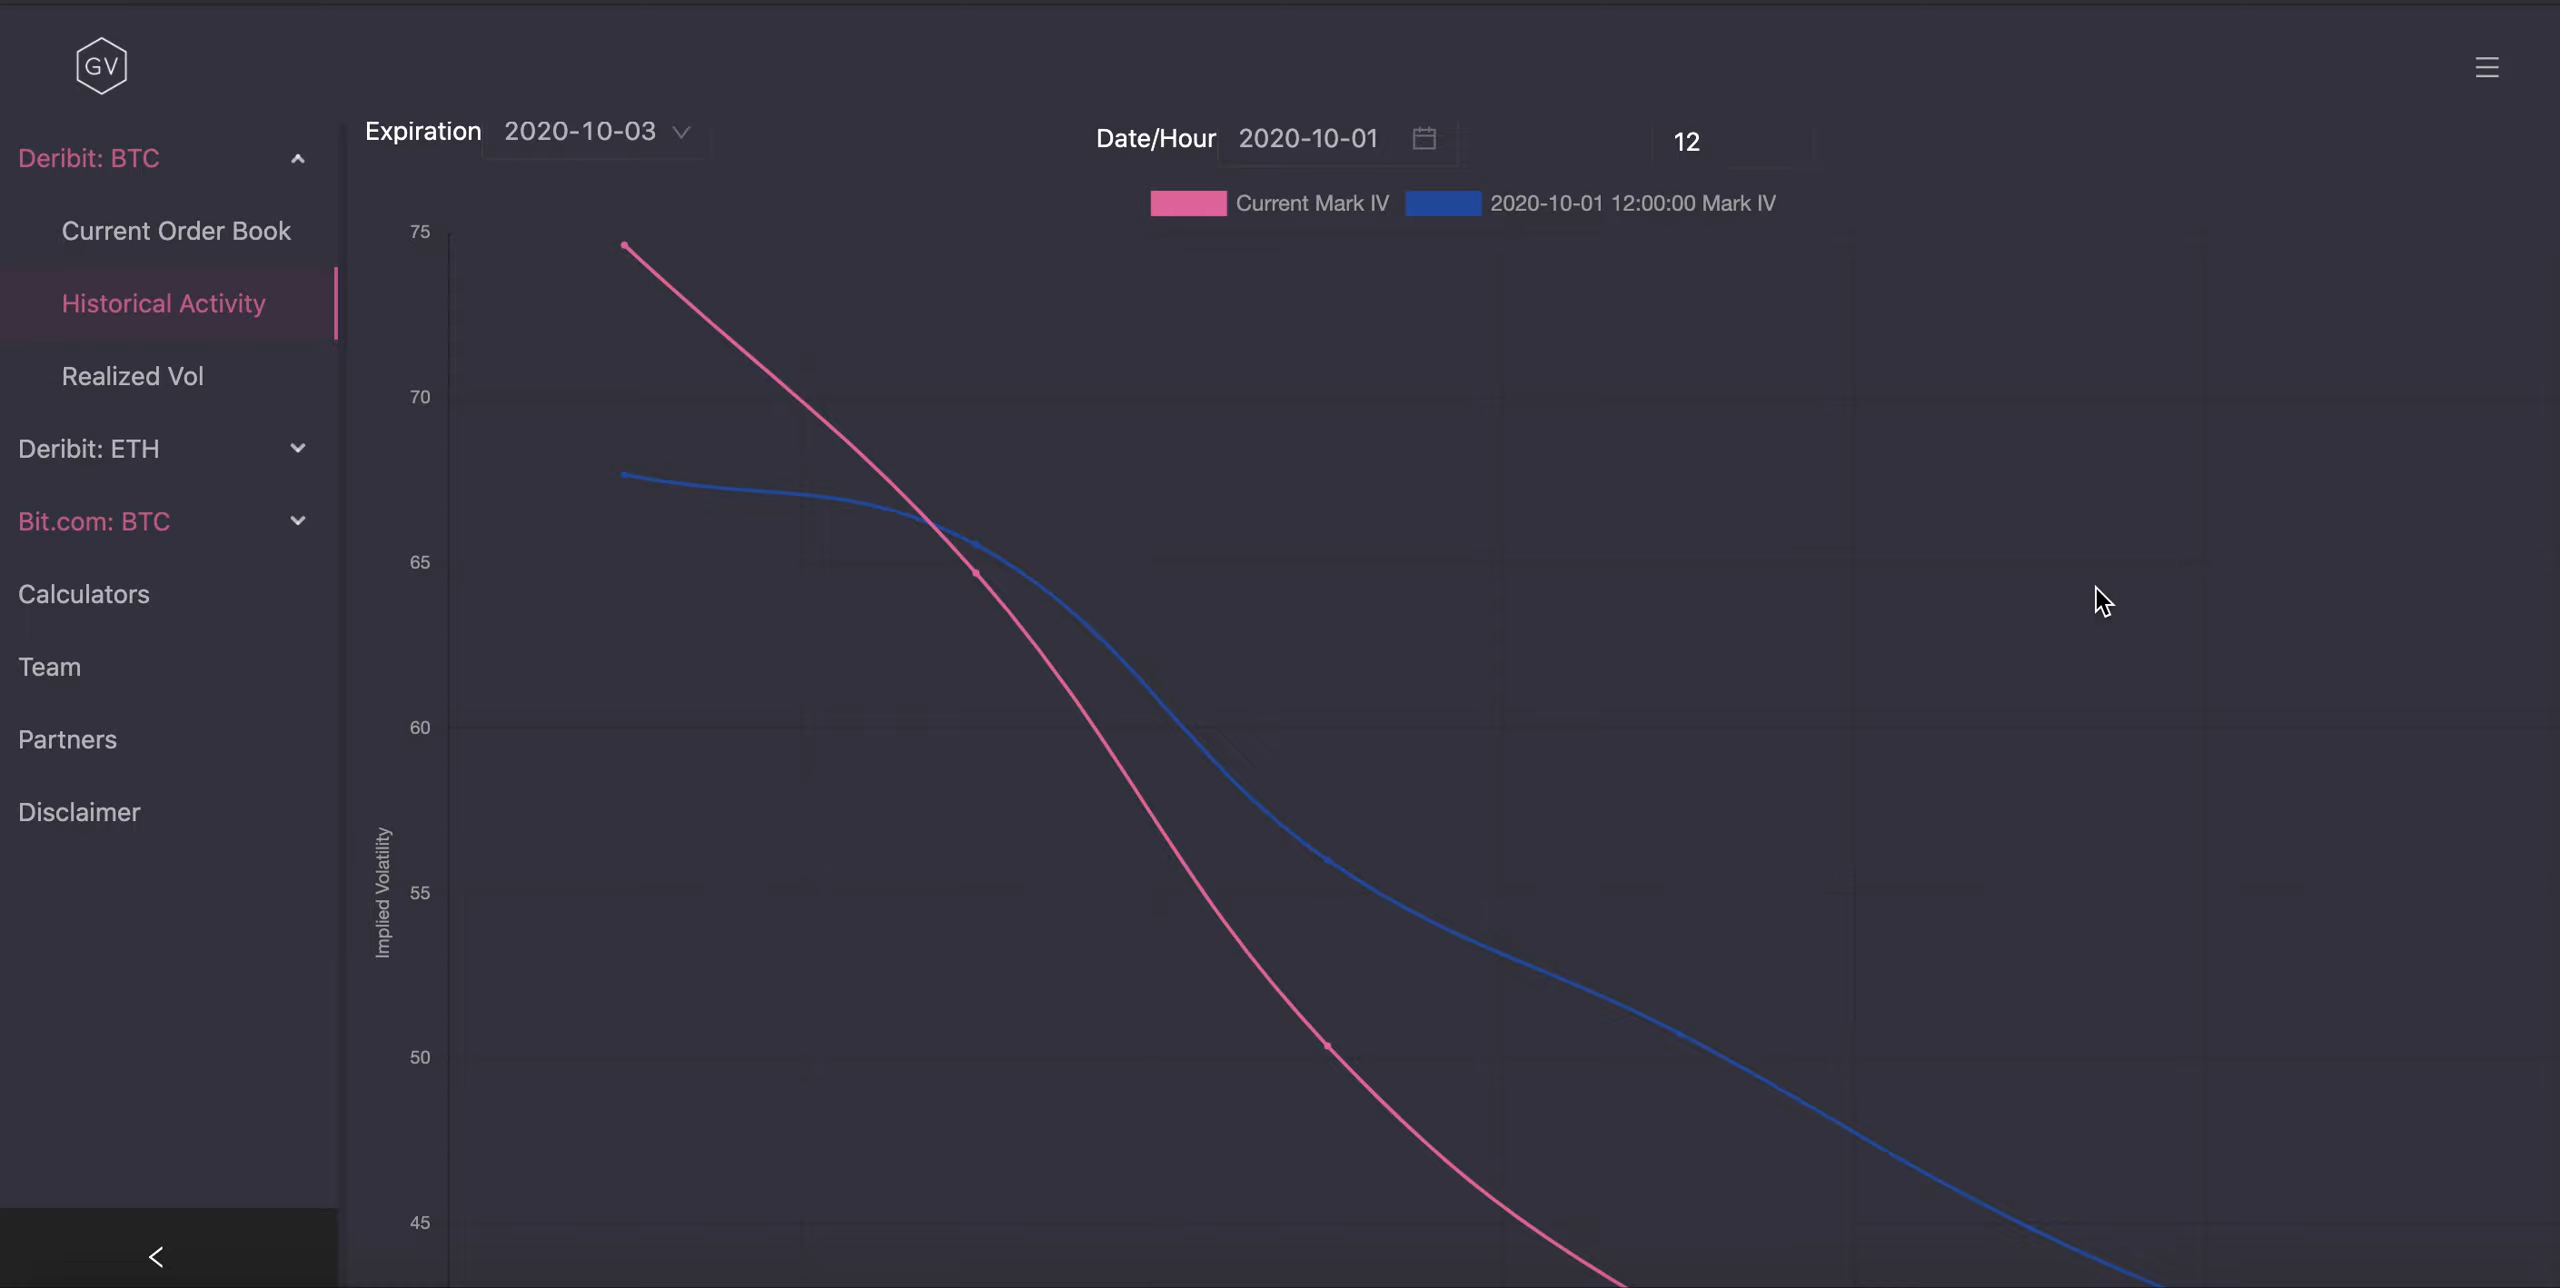 GV
Expiration 2020-10-03
Date/Hour 2020-10-01 12
Current Mark IV 2020-10-01 12:00:00 Mark IV
Deribit: BTC
Current Order Book
Historical Activity
Realized Vol
Deribit: ETH
Bit.com: BTC
Calculators
Team
Partners
Disclaimer
75
70
65
60
55
50
45
Implied Volatility